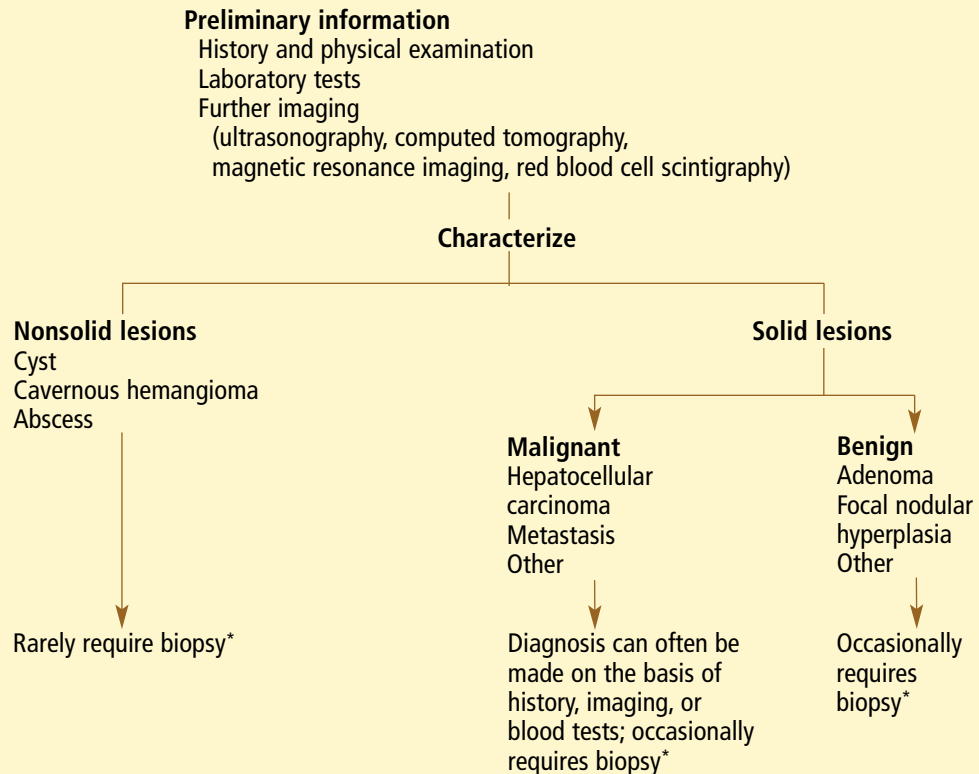 Preliminary information
History and physical examination
Laboratory tests
Further imaging
(ultrasonography, computed tomography,
magnetic resonance imaging, red blood cell scintigraphy)
Characterize
Nonsolid lesions
Cyst
Cavernous hemangioma
Abscess
Rarely require biopsy*
Solid lesions
Malignant
Hepatocellular
carcinoma
Metastasis
Other
Diagnosis can often be
made on the basis of
history, imaging, or
blood tests; occasionally
requires biopsy*
Benign
Adenoma
Focal nodular
hyperplasia
Other
Occasionally
requires
biopsy*